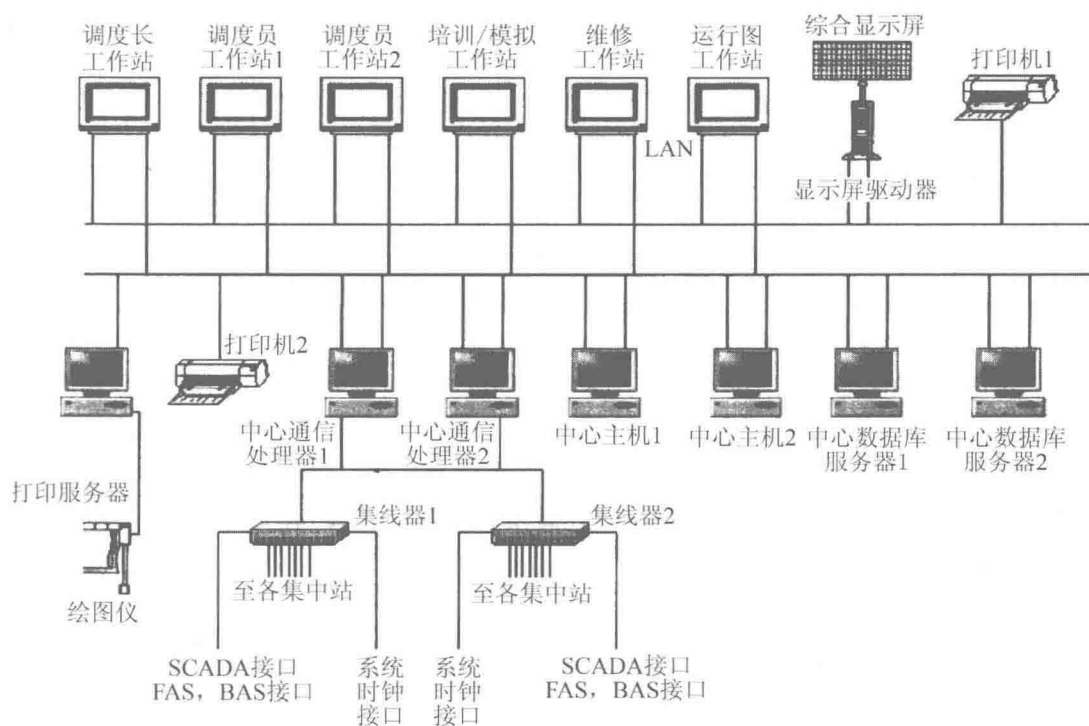 调度长
工作站
调度员
工作站1
调度员
工作站2
培训/模拟
工作站
维修
工作站
运行图
工作站
综合显示屏
打印机1
LAN
显示屏驱动器
打印机2
中心通信
处理器1
中心通信
处理器2
中心主机1
中心主机2
中心数据库
服务器1
中心数据库
服务器2
打印服务器
集线器1
集线器2
至各集中站
至各集中站
绘图仪
SCADA接口
FAS，BAS接口
系统
时钟
接口
系统
时钟
接口
SCADA接口
FAS，BAS接口